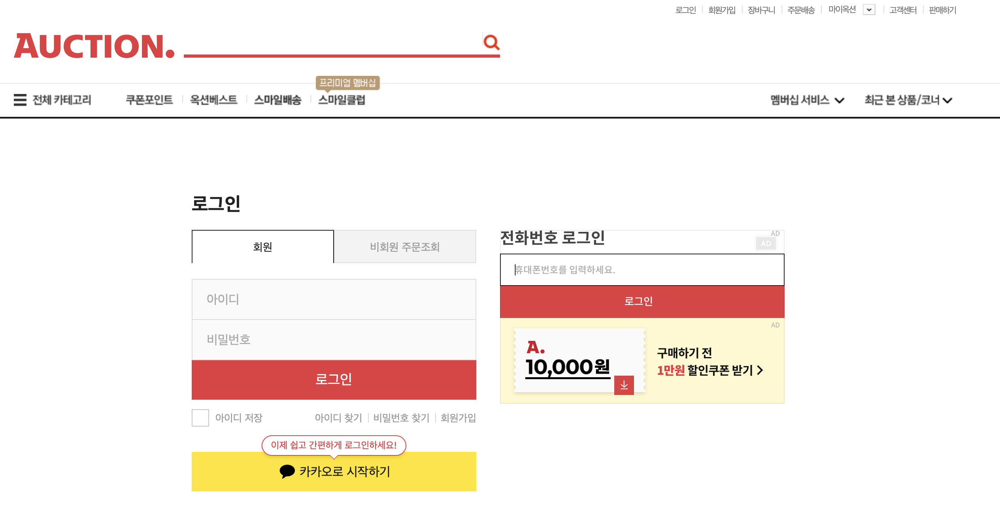 로그인 회원가입 장바구니 주문배송 마이옥션 고객센터 판매하기
AUCTION.
프리미엄 멤버십
전체 카테고리 쿠폰포인트 옥션베스트 스마일배송 스마일클럽 멤버십 서비스 최근 본 상품/코너
로그인
회원 비회원 주문조회
아이디
비밀번호
로그인
아이디 저장 아이디 찾기 비밀번호 찾기 회원가입
이제 쉽고 간편하게 로그인하세요!
카카오로 시작하기
전화번호 로그인
AD
AD
휴대폰번호를 입력하세요.
로그인
AD
A.
10,000원
구매하기 전
1만원 할인쿠폰 받기